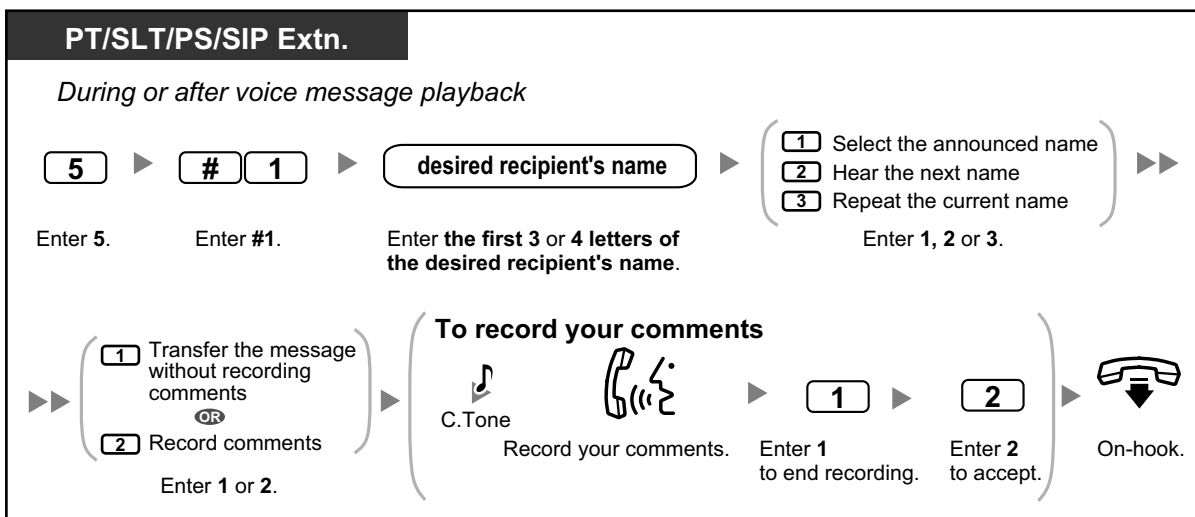 PT/SLT/PS/SIP Extn.
During or after voice message playback
5
# 1
desired recipient's name
1 Select the announced name
2 Hear the next name
3 Repeat the current name
Enter 5.
Enter #1.
Enter the first 3 or 4 letters of
the desired recipient's name.
Enter 1, 2 or 3.
1 Transfer the message
without recording
comments
OR
2 Record comments
Enter 1 or 2.
To record your comments
C.Tone
Record your comments.
1
Enter 1
to end recording.
2
Enter 2
to accept.
On-hook.